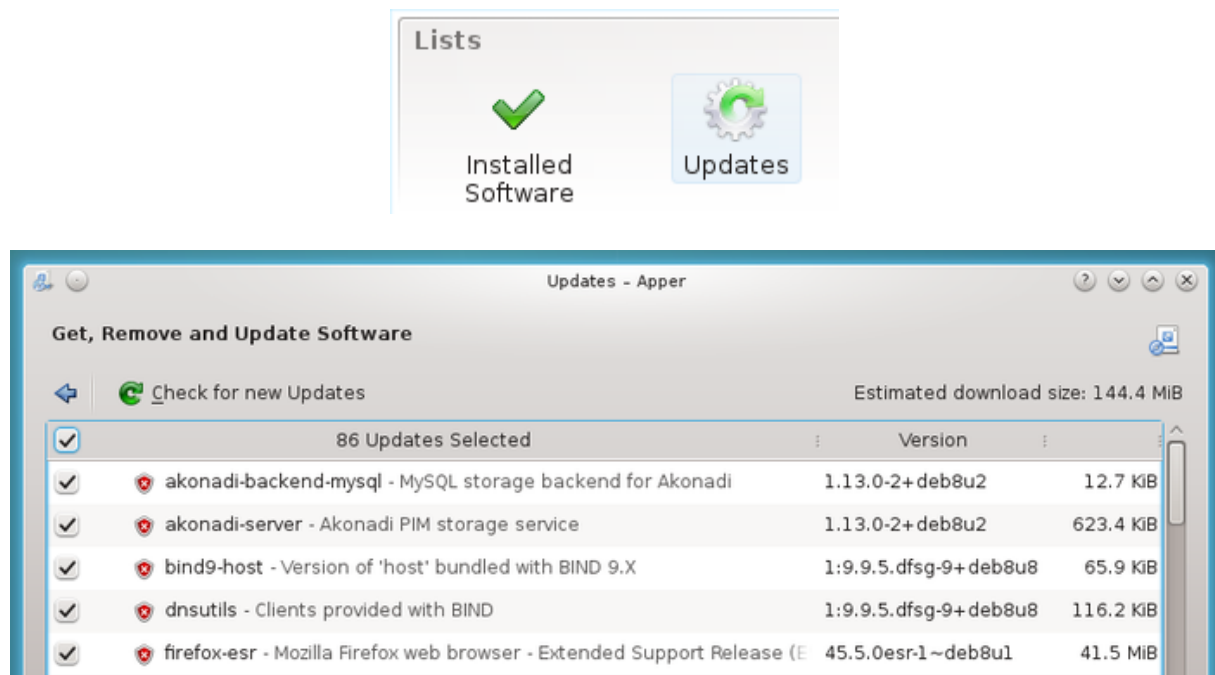 Lists
Installed Software
Updates
Updates - Apper
Get, Remove and Update Software
Check for new Updates
Estimated download size: 144.4 MiB
86 Updates Selected Version
akonadi-backend-mysql - MySQL storage backend for Akonadi 1.13.0-2+deb8u2 12.7 KiB
akonadi-server - Akonadi PIM storage service 1.13.0-2+deb8u2 623.4 KiB
bind9-host - Version of 'host' bundled with BIND 9.X 1:9.9.5.dfsg-9+deb8u8 65.9 KiB
dnsutils - Clients provided with BIND 1:9.9.5.dfsg-9+deb8u8 116.2 KiB
firefox-esr - Mozilla Firefox web browser - Extended Support Release (E 45.5.0esr-1~deb8u1 41.5 MiB